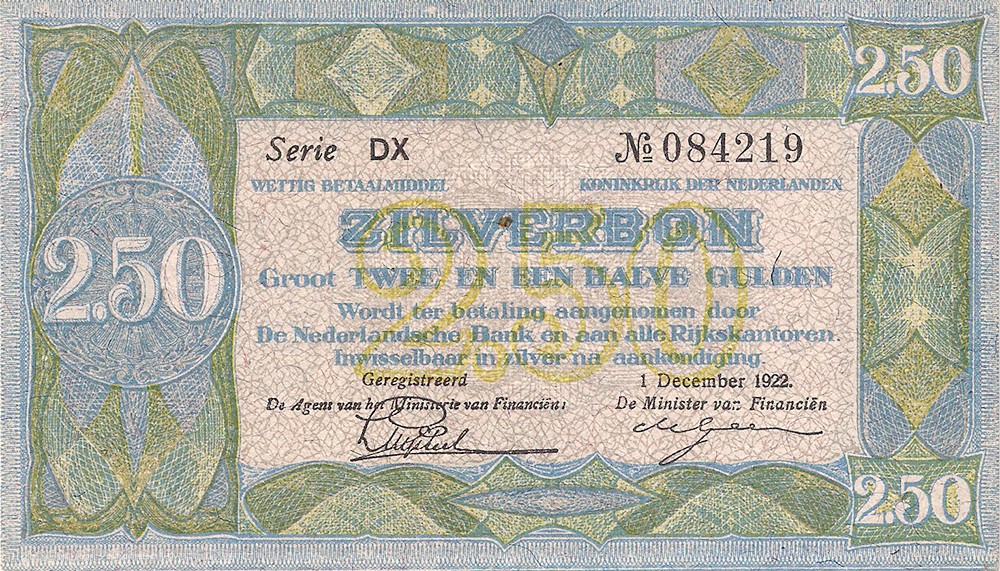 2.50
Serie DX № 084219
WETTIG BETAALMIDDEL KONINKRIJK DER NEDERLANDEN
ZILVERBON
Groot TWEE EN EEN HALVE GULDEN
2.50
Wordt ter betaling aangenomen door
De Nederlandsche Bank en aan alle Rijkskantoren.
Inwisselbaar in zilver na aankondiging
2.50
Geregistreerd 1 December 1922.
De Agent van het Ministerie van Financiën: De Minister van Financiën
de Geer
2.50